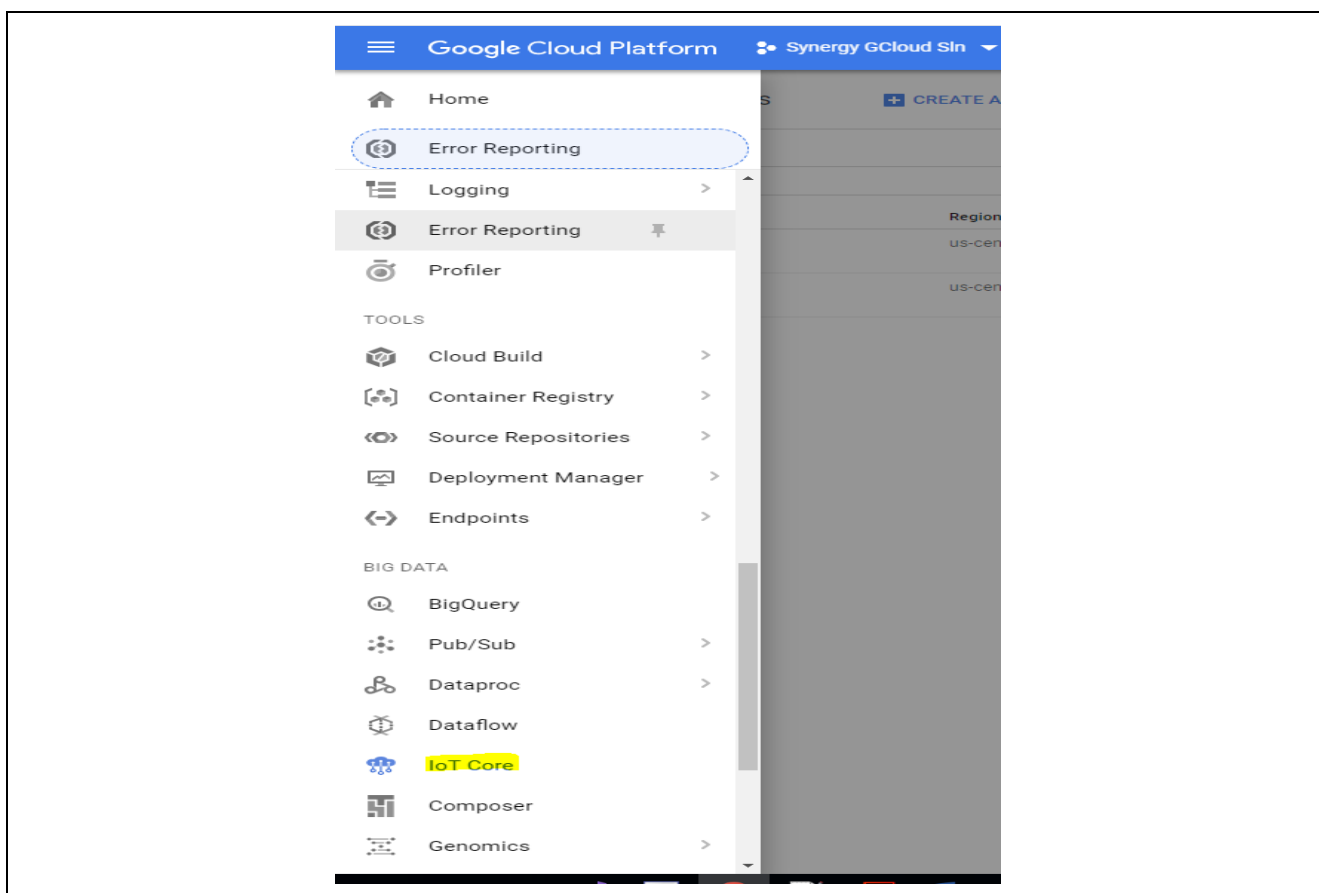 Google Cloud Platform Synergy GCloud Sln
Home
Error Reporting
Logging
Error Reporting
Profiler
TOOLS
Cloud Build
Container Registry
Source Repositories
Deployment Manager
Endpoints
BIG DATA
BigQuery
Pub/Sub
Dataproc
Dataflow
IoT Core
Composer
Genomics
S CREATE A
Region
us-cen
us-cen